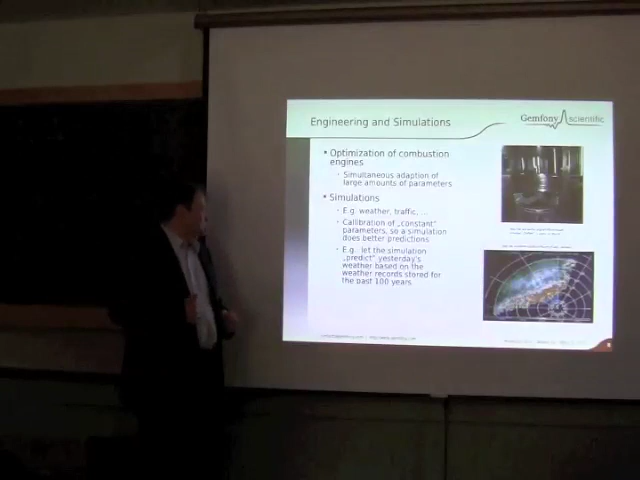 Engineering and Simulations
Gemfony scientific
• Optimization of combustion
engines
• Simultaneous adaption of
large amounts of parameters
• Simulations
• E.g. weather, traffic, ...
• Callibration of „constant"
parameters, so a simulation
does better predictions
• E.g. let the simulation
„predict" yesterday's
weather based on the
weather records stored for
the past 100 years